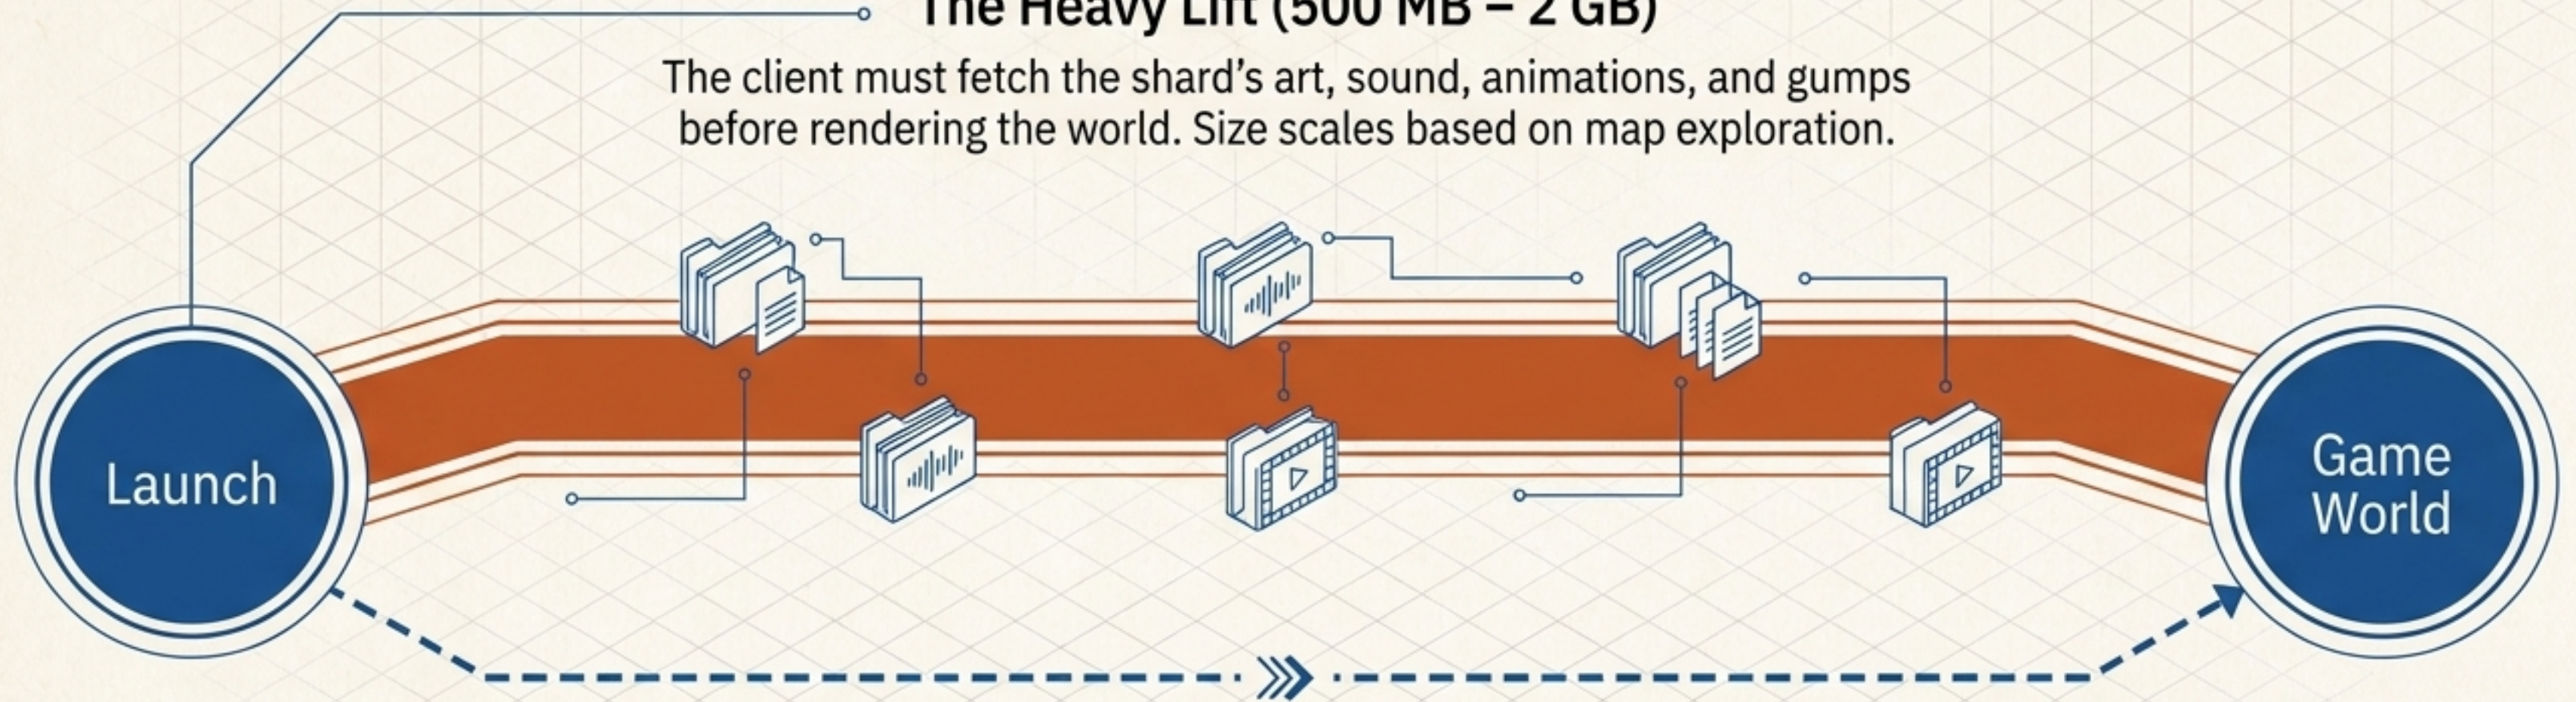 The Heavy Lift (500 MB – 2 GB)
The client must fetch the shard’s art, sound, animations, and gumps
before rendering the world. Size scales based on map exploration.
Launch
Game
World